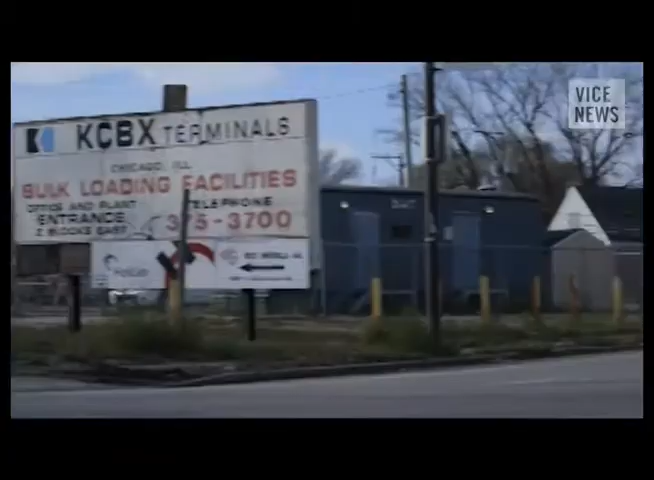 VICE
NEWS
KCBX TERMINALS
CHICAGO, ILL
BULK LOADING FACILITIES
OFFICE AND PLANT TELEPHONE
ENTRANCE 375-3700
2 BLOCKS EAST